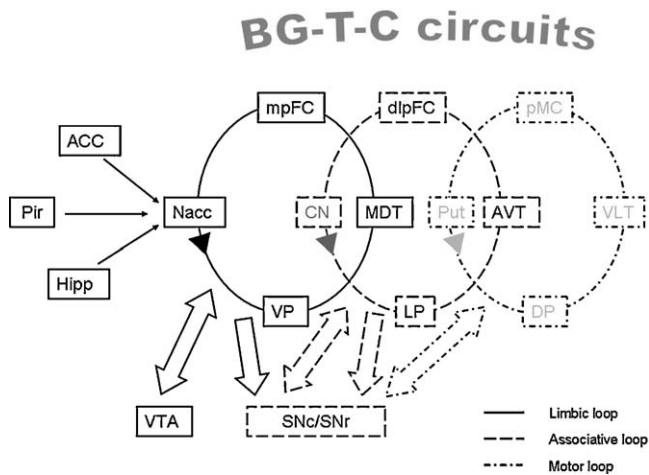 BG-T-C circuits
mpFC
dlpFC
pMC
ACC
Pir
Nacc
CN
MDT
Put
AVT
VLT
Hipp
VP
LP
DP
VTA
SNc/SNr
Limbic loop
Associative loop
Motor loop